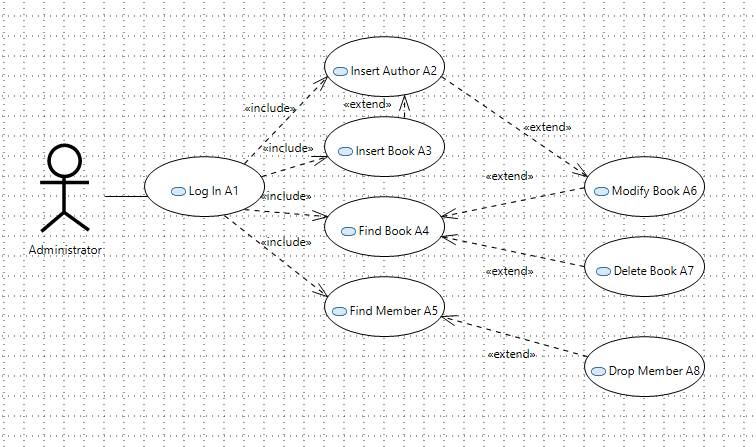 Insert Author A2
«include»
«extend»
«extend»
«include»
Insert Book A3
«extend»
Log In A1
«include»
Modify Book A6
Find Book A4
Administrator
«include»
«extend»
Delete Book A7
Find Member A5
«extend»
Drop Member A8